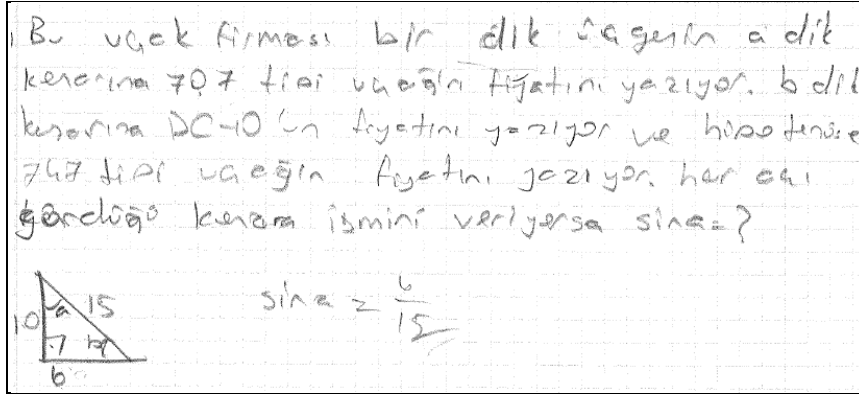 Bu uçak firması bir dik üçgenin a dik
kenarına 707 tipi uçağın fiyatını yazıyor. b dik
kenarına DC-10 'un fiyatını yazıyor ve hipotenüse
747 tipi uçağın fiyatını yazıyor. her açı
gördüğü kenara ismini veriyorsa sina=?
a 15
10
6
sina = 6/15